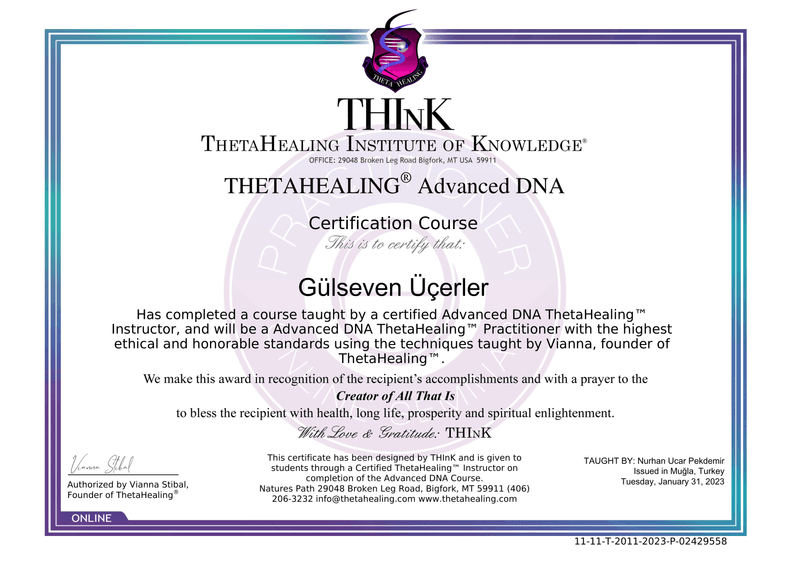 THETA HEALING
THInK
ThetaHealing Institute of Knowledge®
OFFICE: 29048 Broken Leg Road Bigfork, MT USA 59911
THETAHEALING® Advanced DNA
Certification Course
This is to certify that:
PRACTITIONER
Gülseven Üçerler
Has completed a course taught by a certified Advanced DNA ThetaHealing™
Instructor, and will be a Advanced DNA ThetaHealing™ Practitioner with the highest
ethical and honorable standards using the techniques taught by Vianna, founder of
ThetaHealing™.
We make this award in recognition of the recipient's accomplishments and with a prayer to the
Creator of All That Is
to bless the recipient with health, long life, prosperity and spiritual enlightenment.
With Love & Gratitude: THInK
Vianna Stibal
Authorized by Vianna Stibal,
Founder of ThetaHealing®
This certificate has been designed by THInK and is given to
students through a Certified ThetaHealing™ Instructor on
completion of the Advanced DNA Course.
Natures Path 29048 Broken Leg Road, Bigfork, MT 59911 (406)
206-3232 info@thetahealing.com www.thetahealing.com
TAUGHT BY: Nurhan Ucar Pekdemir
Issued in Muğla, Turkey
Tuesday, January 31, 2023
ONLINE
11-11-T-2011-2023-P-02429558